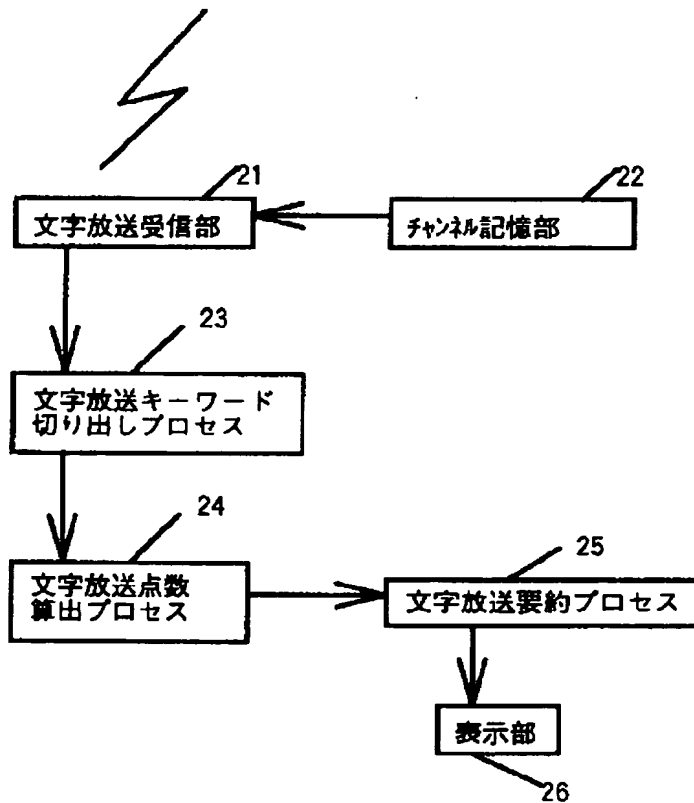 21
文字放送受信部
22
チャンネル記憶部
23
文字放送キーワード
切り出しプロセス
24
文字放送点数
算出プロセス
25
文字放送要約プロセス
表示部
26